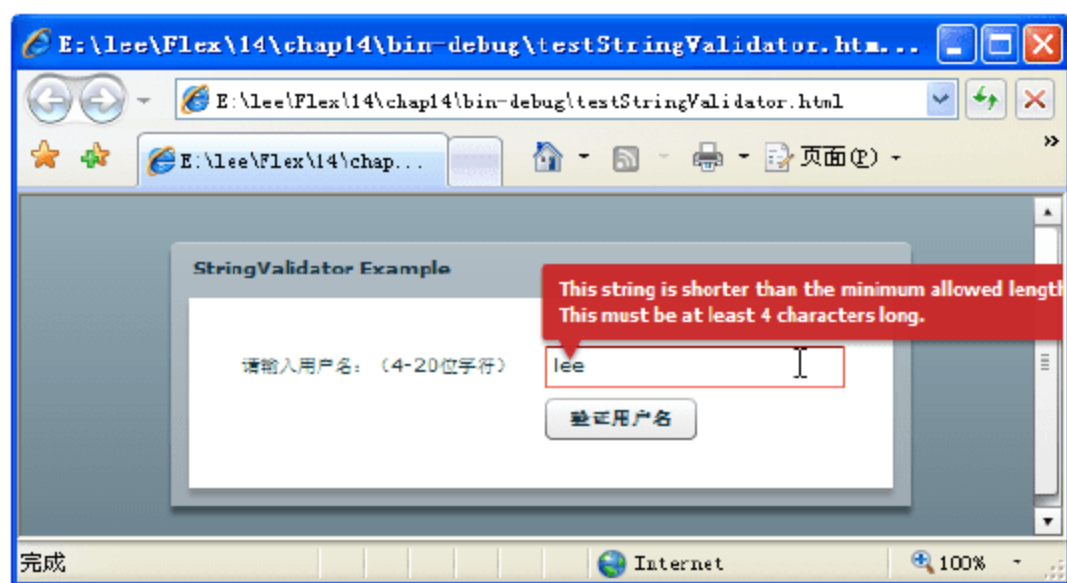 E:\lee\Flex\14\chap14\bin-debug\testStringValidator.htm...
E:\lee\Flex\14\chap14\bin-debug\testStringValidator.html
E:\lee\Flex\14\chap...
页面(P)
StringValidator Example
This string is shorter than the minimum allowed length
This must be at least 4 characters long.
请输入用户名：（4-20位字符）
lee
验证用户名
完成
Internet
100%